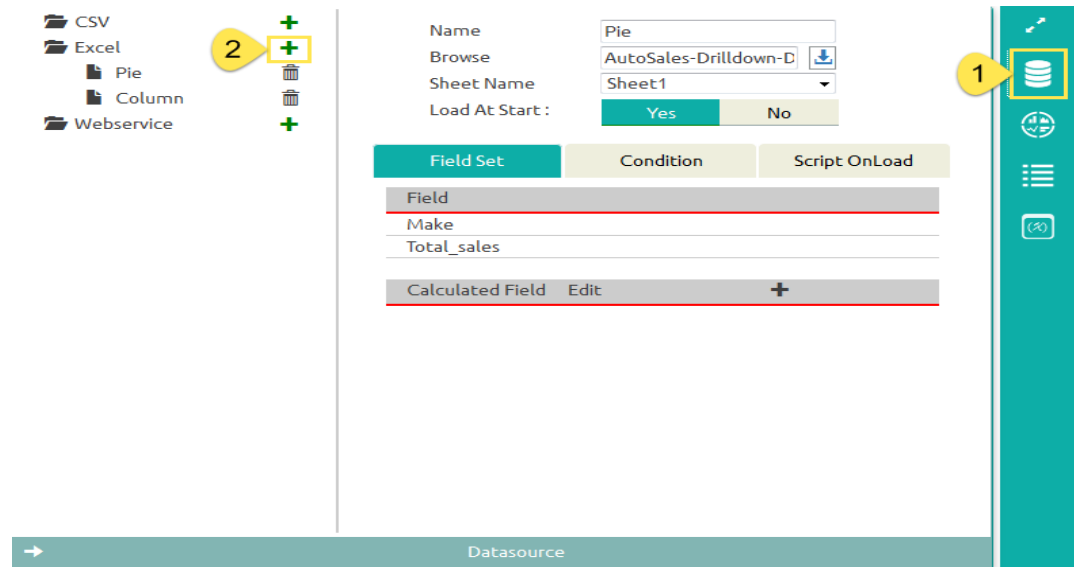 CSV
Excel
2
Pie
Column
Webservice
Name Pie
Browse AutoSales-Drilldown-D
Sheet Name Sheet1
Load At Start : Yes No
Field Set Condition Script OnLoad
Field
Make
Total_sales
Calculated Field Edit
1
Datasource